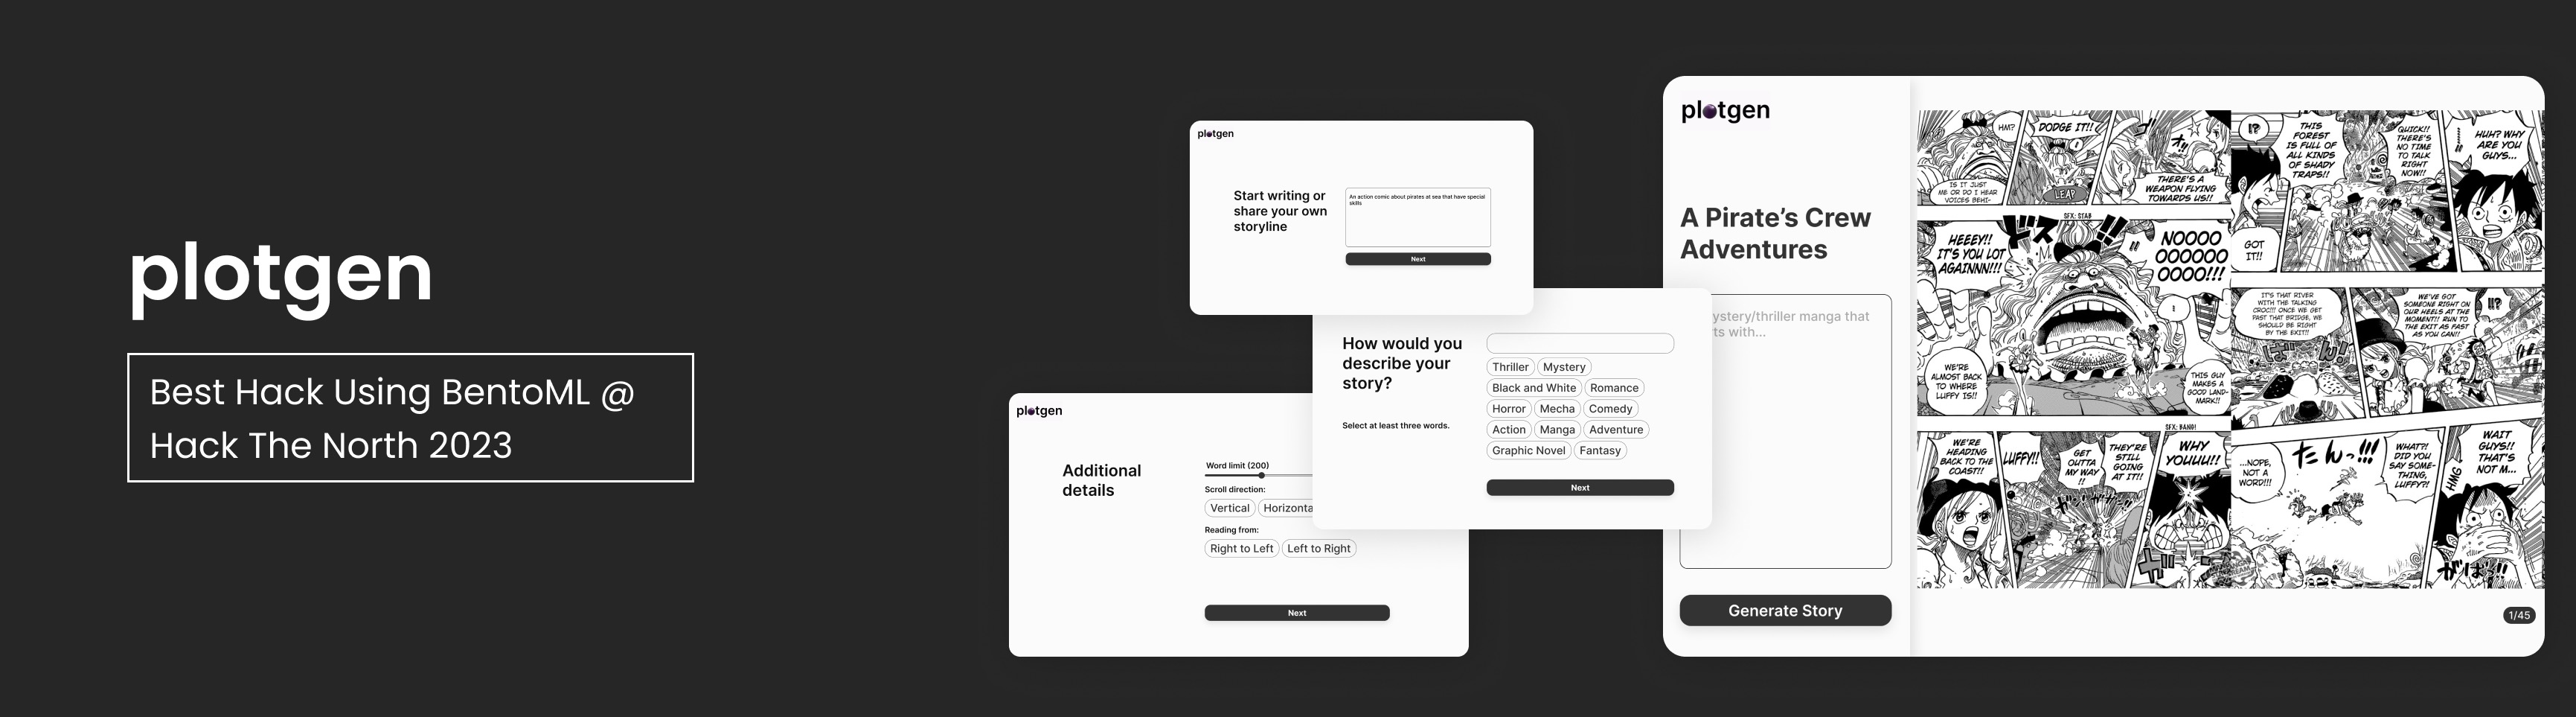 plotgen
Best Hack Using BentoML @
Hack The North 2023
plotgen
Start writing or
share your own
storyline
An action comic about pirates at sea that have special
skills
Next
How would you
describe your
story?
Select at least three words.
Thriller Mystery
Black and White Romance
Horror Mecha Comedy
Action Manga Adventure
Graphic Novel Fantasy
Next
plotgen
Additional
details
Word limit (200)
Scroll direction:
Vertical Horizonta
Reading from:
Right to Left Left to Right
Next
plotgen
A Pirate's Crew
Adventures
ystery/thriller manga that
ts with...
Generate Story
HM?
DODGE IT!!
IS IT JUST
ME OR DO I HEAR
VOICES BEHI-
LEAP
THERE'S A
WEAPON FLYING
TOWARDS US!!
SFX: STAB
HEEEY!!
IT'S YOU LOT
AGAINNN!!!
ドス
!!
NOOOO
OOOOOOO
OOOO!!!
WE'RE
ALMOST BACK
TO WHERE
LUFFY IS!!
THIS GUY
MAKES A
GOOD LAND-
MARK!!
WE'RE
HEADING
BACK TO THE
COAST!!
LUFFY!!
GET
OUTTA
MY WAY
!!
THEY'RE
STILL
GOING
AT IT!!
WHY
YOUUU!!
!?
THIS
FOREST
IS FULL OF
ALL KINDS
OF SHADY
TRAPS!!
QUICK!!
THERE'S
NO TIME
TO TALK
RIGHT
NOW!!
HUH? WHY
ARE YOU
GUYS...
GOT
IT!!
IT'S THAT RIVER
WITH THE TALKING
CROC!!! ONCE WE GET
PAST THAT BRIDGE, WE
SHOULD BE RIGHT
BY THE EXIT!!
WE'VE GOT
SOMEONE RIGHT ON
OUR HEELS AT THE
MOMENT!! RUN TO
THE EXIT AS FAST
AS YOU CAN!!
!?
SFX: BANG!
...NOPE,
NOT A
WORD!!!
たんっ!!!
WHAT?!
DID YOU
SAY SOME-
THING,
LUFFY?!
WAIT
GUYS!!
THAT'S
NOT M...
HMG
1/45